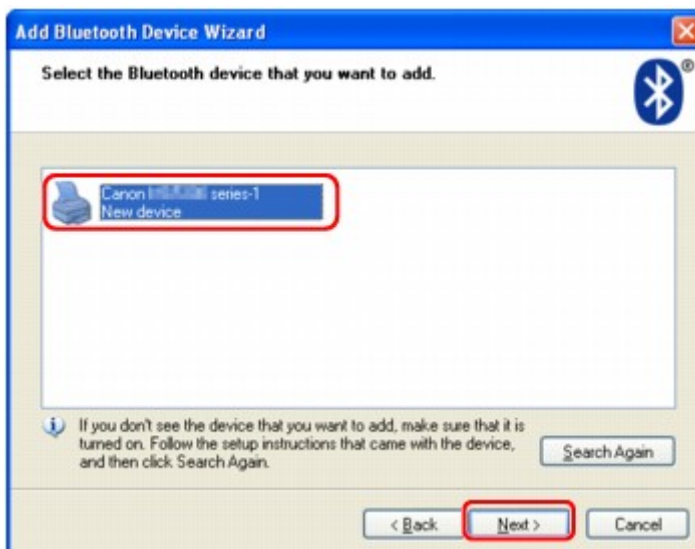 Add Bluetooth Device Wizard
Select the Bluetooth device that you want to add.
®
Canon series-1
New device
If you don't see the device that you want to add, make sure that it is
turned on. Follow the setup instructions that came with the device,
and then click Search Again.
Search Again
< Back
Next >
Cancel